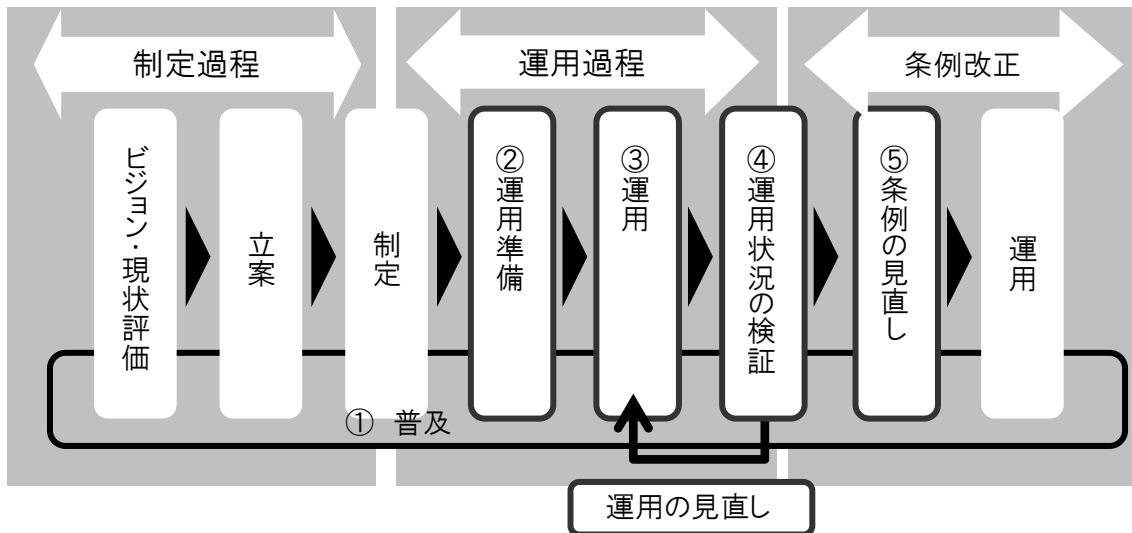 制定過程
運用過程
条例改正
ビジョン・現状評価
立案
制定
②運用準備
③運用
④運用状況の検証
⑤条例の見直し
運用
① 普及
運用の見直し